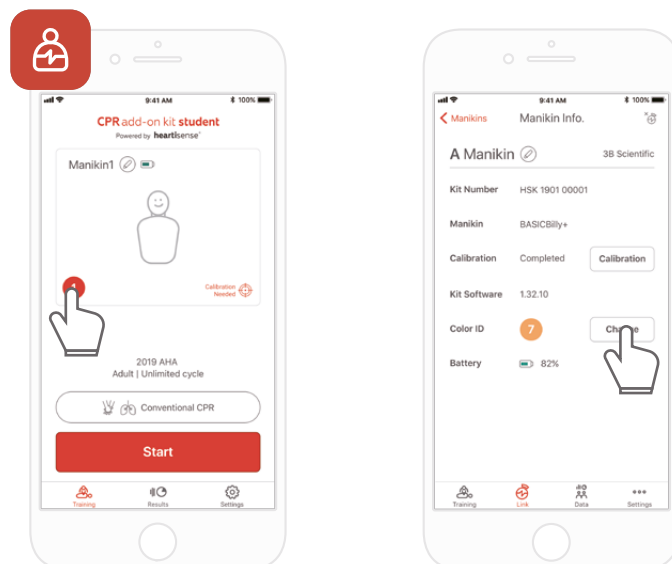 9:41 AM
100%
CPR add-on kit student
Powered by heartisense
Manikin1
Calibration
Needed
2019 AHA
Adult | Unlimited cycle
Conventional CPR
Start
Training
Results
Settings
9:41 AM
100%
Manikins
Manikin Info.
A Manikin
3B Scientific
Kit Number
HSK 1901 00001
Manikin
BASICBilly+
Calibration
Completed
Calibration
Kit Software
1.32.10
Color ID
7
Battery
82%
Training
Link
Data
Settings